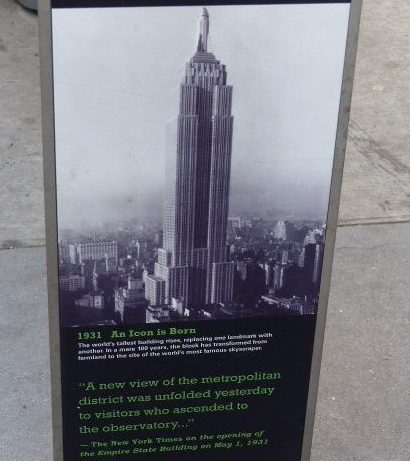 1931 An Icon is Born
The world's tallest building rises, replacing one landmark with
another. In a mere 100 years, the block has transformed from
farmland to the site of the world's most famous skyscraper.
"A new view of the metropolitan
district was unfolded yesterday
to visitors who ascended to
the observatory..."
— The New York Times on the opening of
the Empire State Building on May 1, 1931